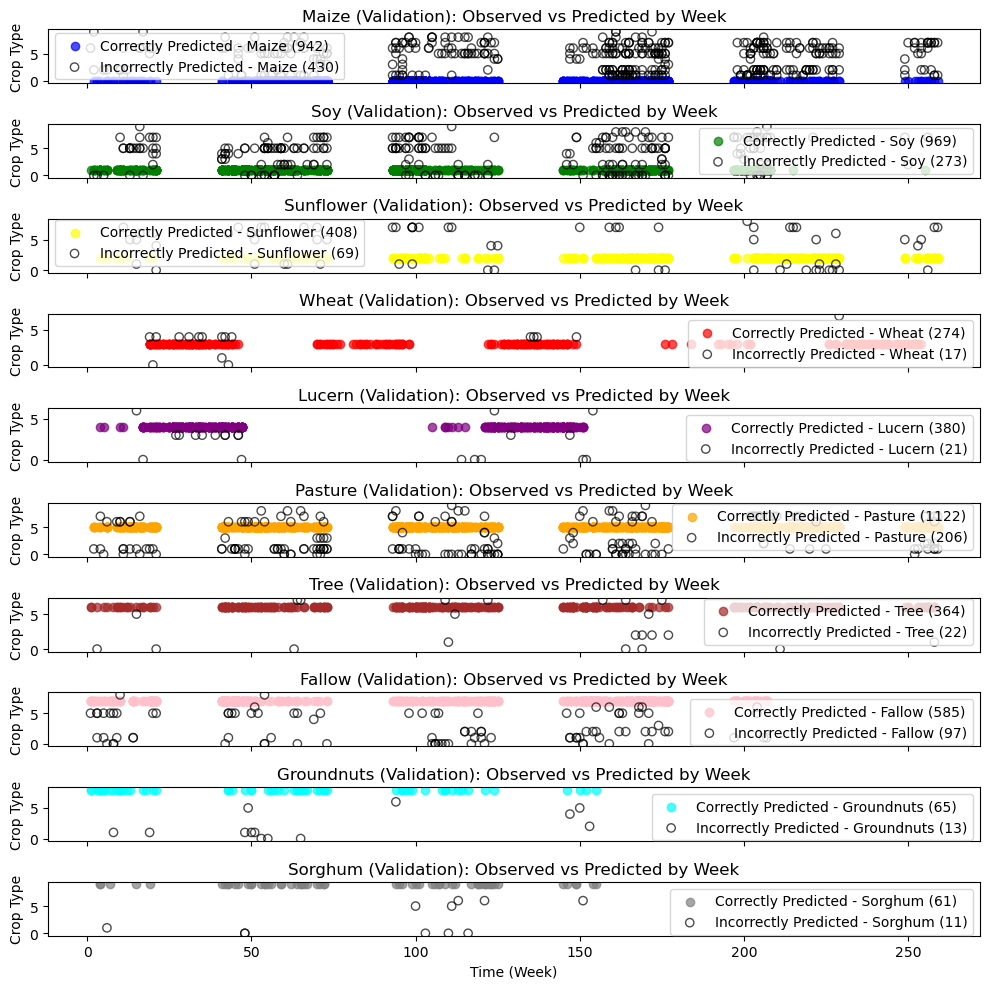 Maize (Validation): Observed vs Predicted by Week
Crop Type
5
0
Correctly Predicted - Maize (942)
Incorrectly Predicted - Maize (430)
Soy (Validation): Observed vs Predicted by Week
Crop Type
5
0
Correctly Predicted - Soy (969)
Incorrectly Predicted - Soy (273)
Sunflower (Validation): Observed vs Predicted by Week
Crop Type
5
0
Correctly Predicted - Sunflower (408)
Incorrectly Predicted - Sunflower (69)
Wheat (Validation): Observed vs Predicted by Week
Crop Type
5
0
Correctly Predicted - Wheat (274)
Incorrectly Predicted - Wheat (17)
Lucern (Validation): Observed vs Predicted by Week
Crop Type
5
0
Correctly Predicted - Lucern (380)
Incorrectly Predicted - Lucern (21)
Pasture (Validation): Observed vs Predicted by Week
Crop Type
5
0
Correctly Predicted - Pasture (1122)
Incorrectly Predicted - Pasture (206)
Tree (Validation): Observed vs Predicted by Week
Crop Type
5
0
Correctly Predicted - Tree (364)
Incorrectly Predicted - Tree (22)
Fallow (Validation): Observed vs Predicted by Week
Crop Type
5
0
Correctly Predicted - Fallow (585)
Incorrectly Predicted - Fallow (97)
Groundnuts (Validation): Observed vs Predicted by Week
Crop Type
5
0
Correctly Predicted - Groundnuts (65)
Incorrectly Predicted - Groundnuts (13)
Sorghum (Validation): Observed vs Predicted by Week
Crop Type
5
0
Correctly Predicted - Sorghum (61)
Incorrectly Predicted - Sorghum (11)
0 50 100 150 200 250
Time (Week)